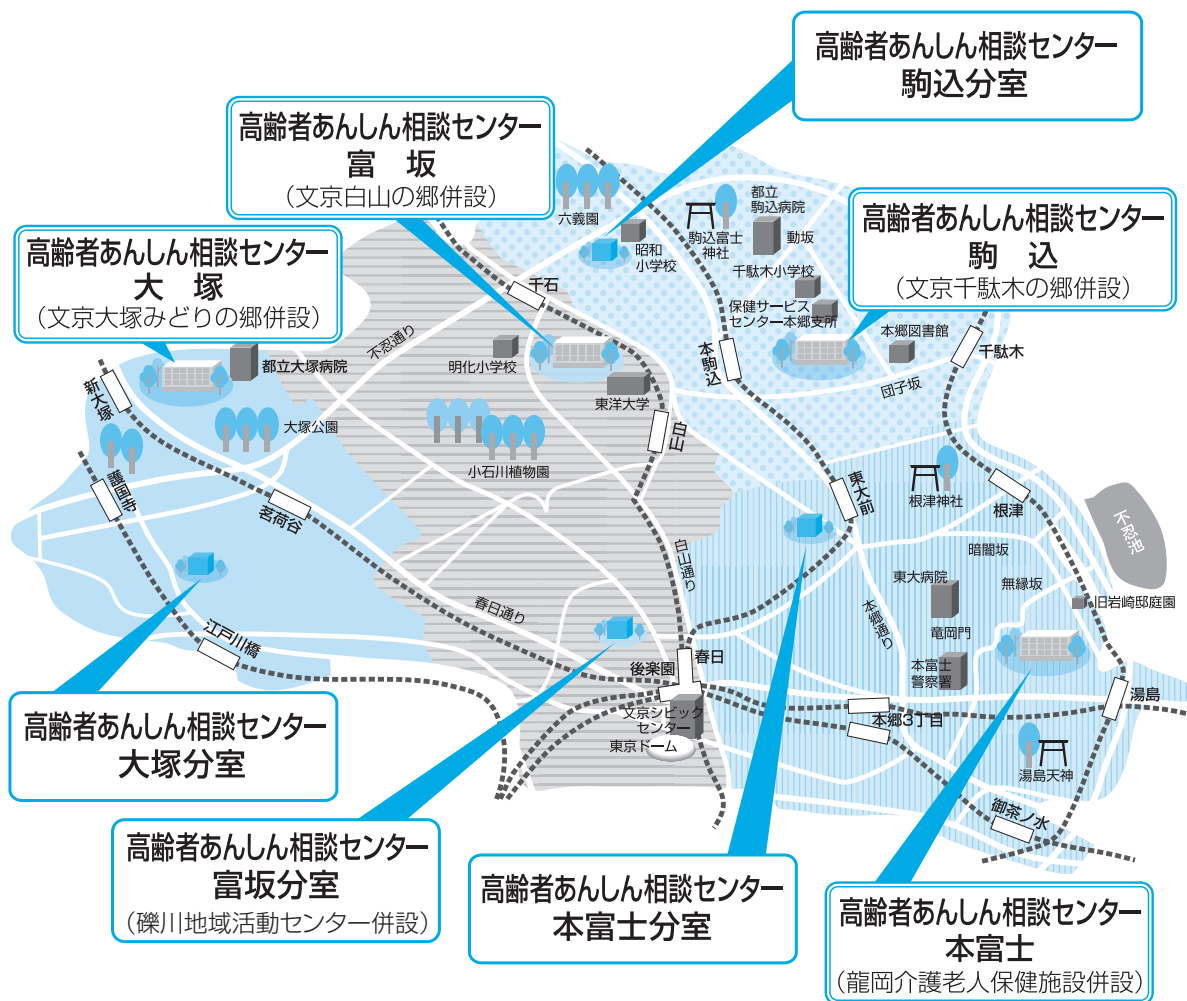 高齢者あんしん相談センター
駒込分室
高齢者あんしん相談センター
富 坂
(文京白山の郷併設)
高齢者あんしん相談センター
駒 込
(文京千駄木の郷併設)
高齢者あんしん相談センター
大 塚
(文京大塚みどりの郷併設)
六義園
昭和
小学校
駒込富士
神社
都立
駒込病院
動坂
千駄木小学校
保健サービス
センター本郷支所
本郷図書館
千駄木
団子坂
本駒込
千石
不忍通り
明化小学校
東洋大学
白山
都立大塚病院
新大塚
大塚公園
小石川植物園
護国寺
茗荷谷
東大前
根津神社
根津
不忍池
暗闇坂
無縁坂
東大病院
旧岩崎邸庭園
竜岡門
本郷通り
白山通り
春日通り
江戸川橋
後楽園
春日
文京シビック
センター
東京ドーム
本富士
警察署
本郷3丁目
湯島
湯島天神
御茶ノ水
高齢者あんしん相談センター
大塚分室
高齢者あんしん相談センター
富坂分室
(礫川地域活動センター併設)
高齢者あんしん相談センター
本富士分室
高齢者あんしん相談センター
本富士
(龍岡介護老人保健施設併設)